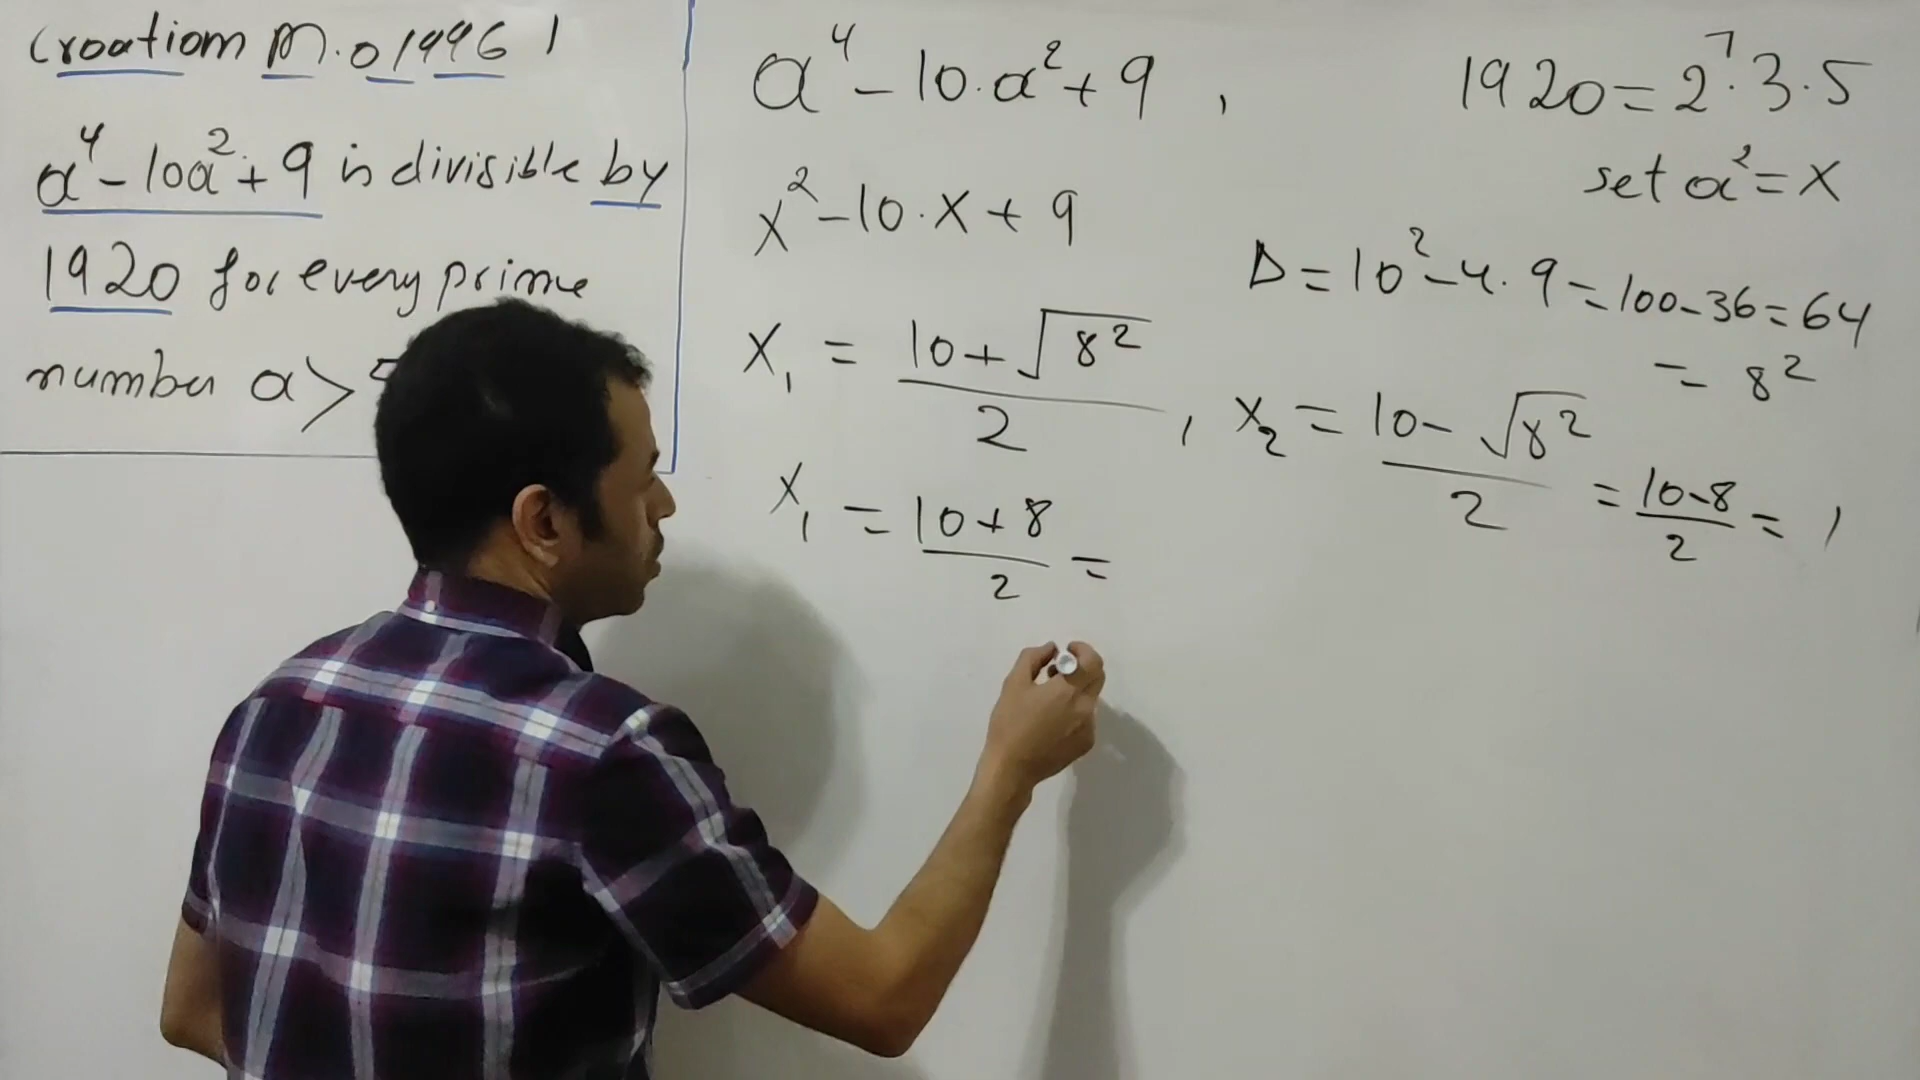 Croatiom M.O 1996 1
a⁴-10a²+9 is divisible by
1920 for every prime
number a>
a⁴-10.a²+9 ,
x²-10.x+9
x₁ = (10+√8²)/2 ,
x₁ = (10+8)/2 =
1920=2⁷.3.5
set a²=x
D=10²-4.9=100-36=64
= 8²
x₂ = (10-√8²)/2 = (10-8)/2 = 1